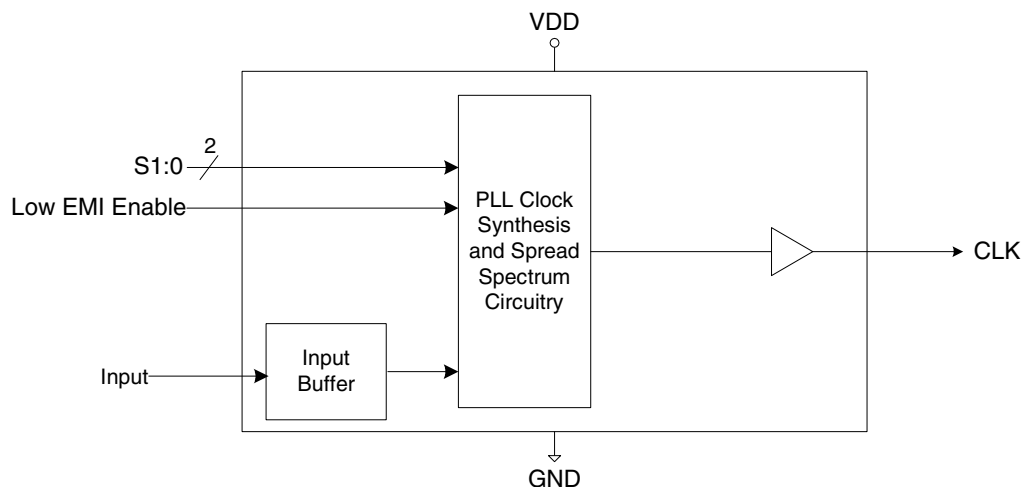 VDD
2
S1:0
Low EMI Enable
PLL Clock
Synthesis
and Spread
Spectrum
Circuitry
CLK
Input
Buffer
Input
GND